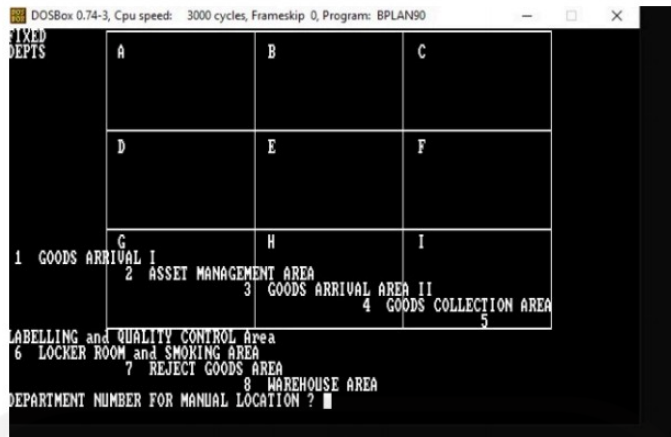 DOSBox 0.74-3, Cpu speed: 3000 cycles, Frameskip 0, Program: BPLAN90
FIXED
DEPTS
A B C
D E F
G H I
1 GOODS ARRIVAL I
2 ASSET MANAGEMENT AREA
3 GOODS ARRIVAL AREA II
4 GOODS COLLECTION AREA
5
LABELLING and QUALITY CONTROL Area
6 LOCKER ROOM and SMOKING AREA
7 REJECT GOODS AREA
8 WAREHOUSE AREA
DEPARTMENT NUMBER FOR MANUAL LOCATION ?